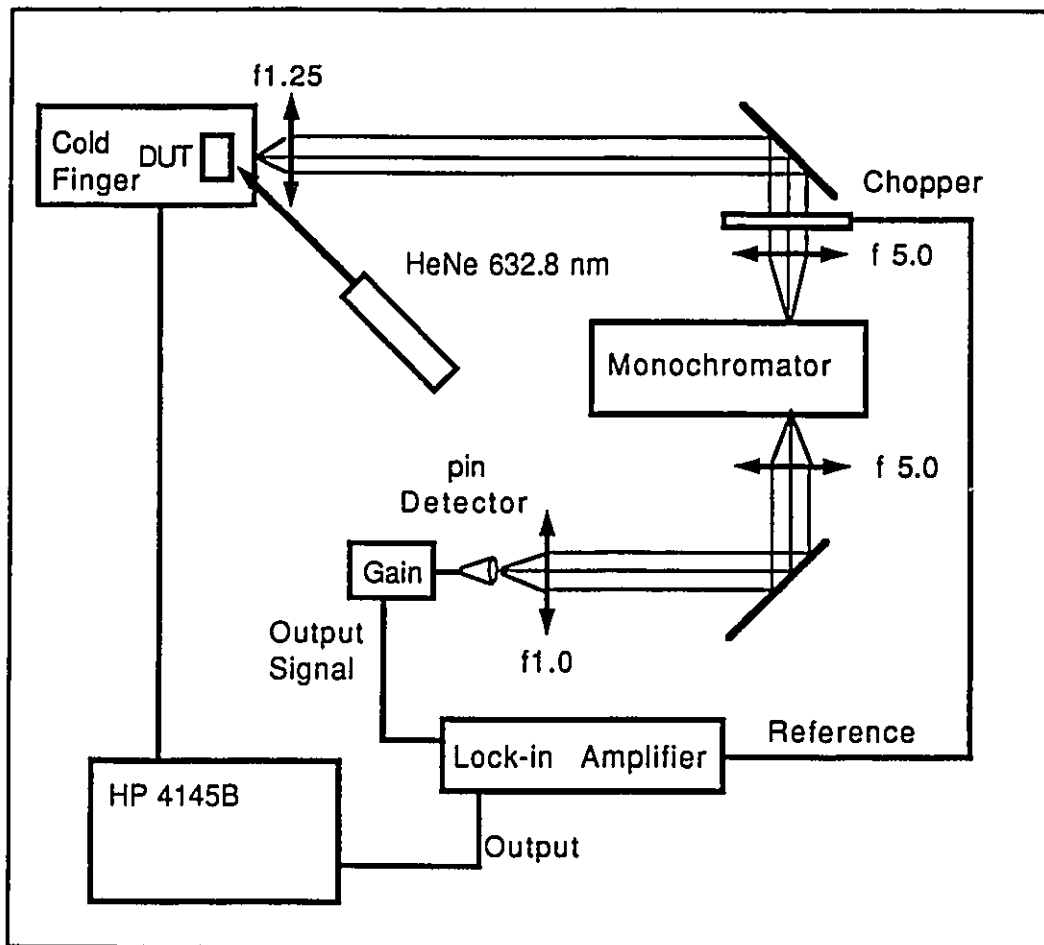 f1.25
Cold
Finger
DUT
Chopper
HeNe 632.8 nm
f 5.0
Monochromator
f 5.0
pin
Detector
Gain
Output
Signal
f1.0
Lock-in Amplifier
Reference
HP 4145B
Output